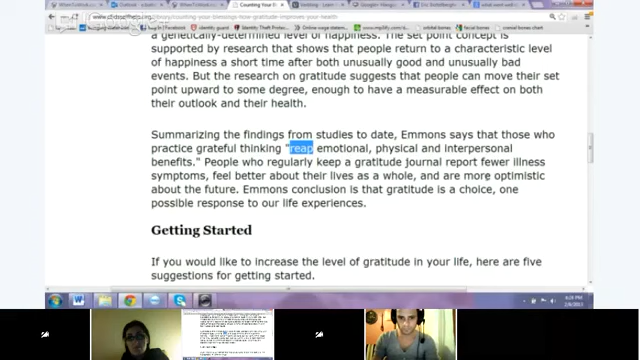 Counting Your B
a genetically-determined level of happiness. The set point concept is
supported by research that shows that people return to a characteristic level
of happiness a short time after both unusually good and unusually bad
events. But the research on gratitude suggests that people can move their set
point upward to some degree, enough to have a measurable effect on both
their outlook and their health.
Summarizing the findings from studies to date, Emmons says that those who
practice grateful thinking "reap emotional, physical and interpersonal
benefits." People who regularly keep a gratitude journal report fewer illness
symptoms, feel better about their lives as a whole, and are more optimistic
about the future. Emmons conclusion is that gratitude is a choice, one
possible response to our life experiences.
Getting Started
If you would like to increase the level of gratitude in your life, here are five
suggestions for getting started.